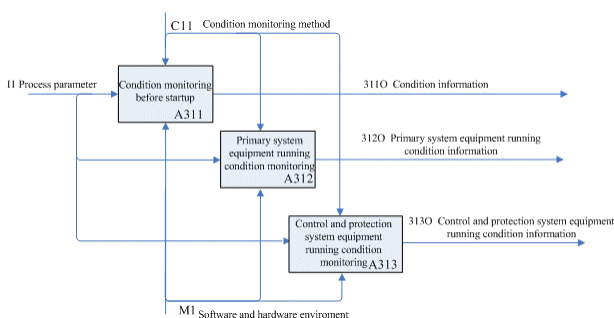 C11 Condition monitoring method
I1 Process parameter
Condition monitoring
before startup
A311
311O Condition information
Primary system
equipment running
condition monitoring
A312
312O Primary system equipment running
condition information
Control and protection
system equipment
running condition
monitoring A313
313O Control and protection system equipment
running condition information
M1 Software and hardware enviroment